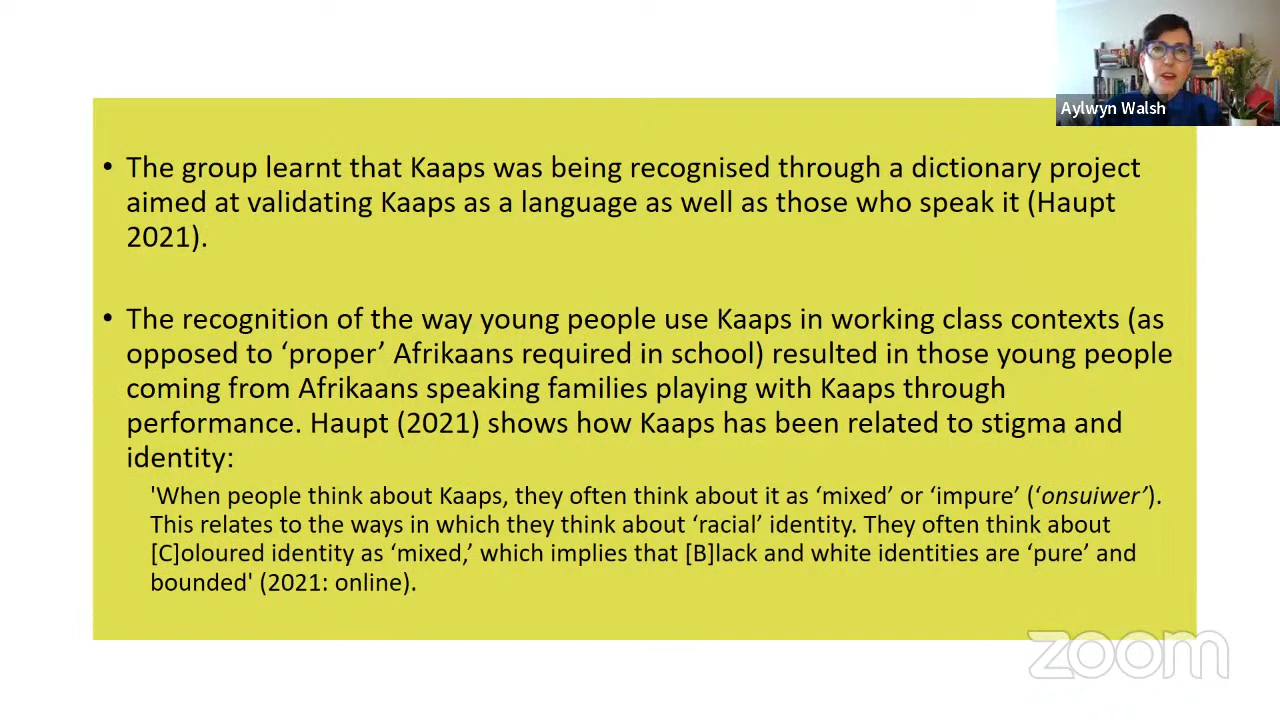 Aylwyn Walsh
• The group learnt that Kaaps was being recognised through a dictionary project
aimed at validating Kaaps as a language as well as those who speak it (Haupt
2021).
• The recognition of the way young people use Kaaps in working class contexts (as
opposed to ‘proper’ Afrikaans required in school) resulted in those young people
coming from Afrikaans speaking families playing with Kaaps through
performance. Haupt (2021) shows how Kaaps has been related to stigma and
identity:
'When people think about Kaaps, they often think about it as ‘mixed’ or ‘impure’ (‘onsuiwer’).
This relates to the ways in which they think about ‘racial’ identity. They often think about
[C]oloured identity as ‘mixed,’ which implies that [B]lack and white identities are ‘pure’ and
bounded' (2021: online).
zoom